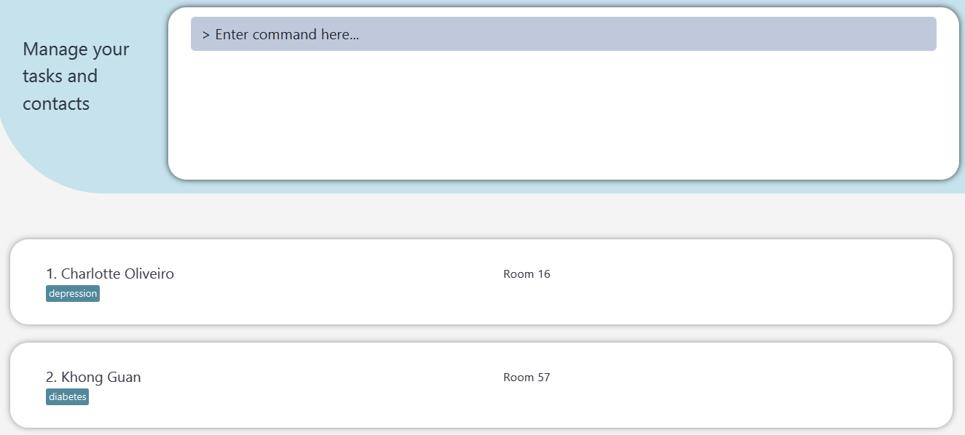 Manage your
tasks and
contacts
> Enter command here...
1. Charlotte Oliveiro
Room 16
depression
2. Khong Guan
Room 57
diabetes